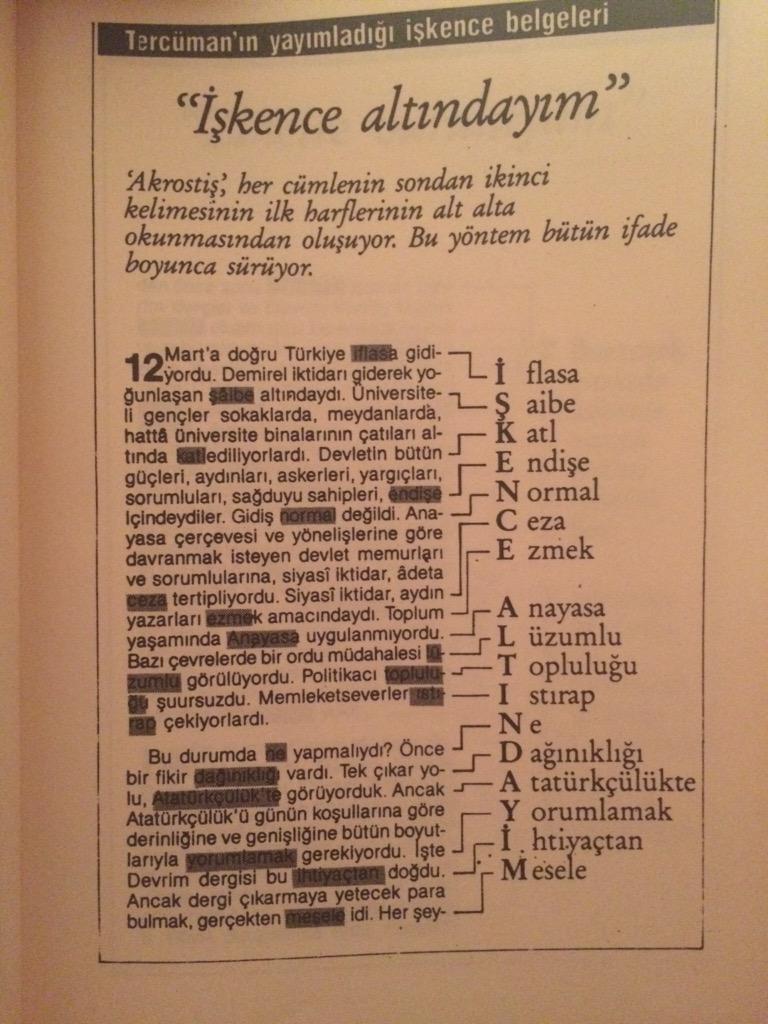 Tercüman'ın yayımladığı işkence belgeleri
“İşkence altındayım”
'Akrostiş', her cümlenin sondan ikinci
kelimesinin ilk harflerinin alt alta
okunmasından oluşuyor. Bu yöntem bütün ifade
boyunca sürüyor.
12 Mart'a doğru Türkiye iflasa gidi-
yordu. Demirel iktidarı giderek yo-
ğunlaşan şâibe altındaydı. Üniversite-
li gençler sokaklarda, meydanlarda,
hattâ üniversite binalarının çatıları al-
tında katlediliyorlardı. Devletin bütün
güçleri, aydınları, askerleri, yargıçları,
sorumluları, sağduyu sahipleri, endişe
içindeydiler. Gidiş normal değildi. Ana-
yasa çerçevesi ve yönelişlerine göre
davranmak isteyen devlet memurları
ve sorumlularına, siyasî iktidar, âdeta
ceza tertipliyordu. Siyasî iktidar, aydın
yazarları ezmek amacındaydı. Toplum
yaşamında Anayasa uygulanmıyordu.
Bazı çevrelerde bir ordu müdahalesi lü-
zumlu görülüyordu. Politikacı toplulu-
ğu şuursuzdu. Memleketseverler ıstı-
rap çekiyorlardı.
Bu durumda ne yapmalıydı? Önce
bir fikir dağınıklığı vardı. Tek çıkar yo-
lu, Atatürkçülük'te görüyorduk. Ancak
Atatürkçülük'ü günün koşullarına göre
derinliğine ve genişliğine bütün boyut-
larıyla yorumlamak gerekiyordu. İşte
Devrim dergisi bu ihtiyaçtan doğdu.
Ancak dergi çıkarmaya yetecek para
bulmak, gerçekten mesele idi. Her şey-
İ flasa
Ş aibe
K atl
E ndişe
N ormal
C eza
E zmek
A nayasa
L üzumlu
T opluluğu
I stırap
N e
D ağınıklığı
A tatürkçülükte
Y orumlamak
İ htiyaçtan
M esele